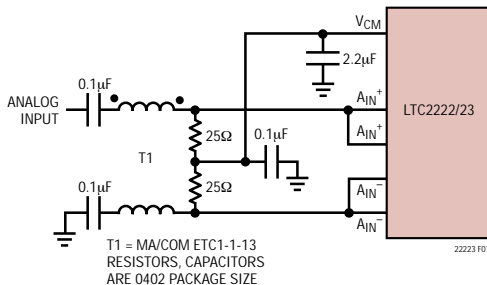 VCM
2.2µF
0.1µF
ANALOG
INPUT
AIN+
LTC2222/23
AIN+
25Ω
0.1µF
T1
0.1µF
25Ω
AIN−
AIN−
T1 = MA/COM ETC1-1-13
RESISTORS, CAPACITORS
ARE 0402 PACKAGE SIZE
22223 F07